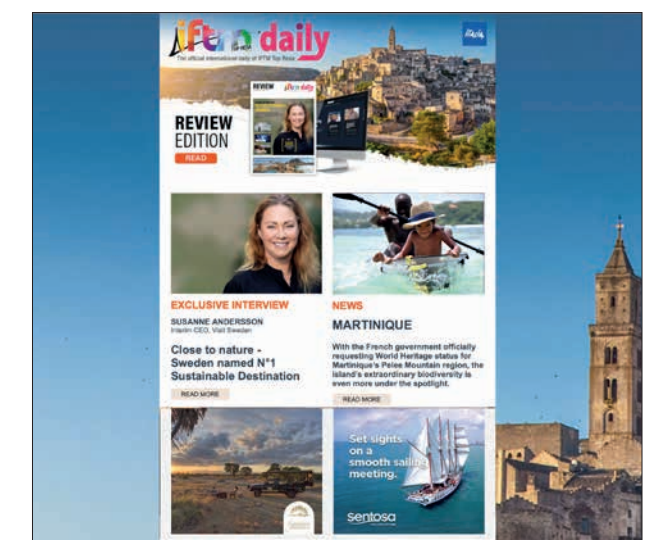 iftm daily
The official international daily of IFTM Top Resa
REVIEW
EDITION
READ
REVIEW
iftm daily
EXCLUSIVE INTERVIEW
SUSANNE ANDERSSON
Interim CEO, Visit Sweden
Close to nature -
Sweden named N°1
Sustainable Destination
READ MORE
NEWS
MARTINIQUE
With the French government officially
requesting World Heritage status for
Martinique's Pelee Mountain region, the
island's extraordinary biodiversity is
even more under the spotlight.
READ MORE
Set sights
on a
smooth sailing
meeting.
sentosa